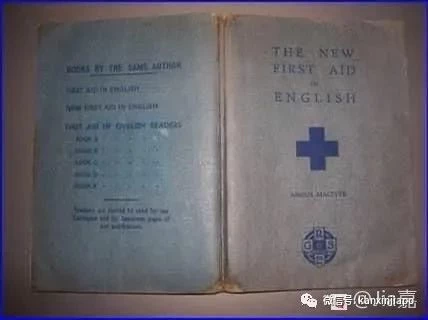 BOOKS BY THE SAME AUTHOR
FIRST AID IN ENGLISH
NEW FIRST AID IN ENGLISH
FIRST AID IN ENGLISH READERS
BOOK A
BOOK B
BOOK C
BOOK D
BOOK E
Teachers are invited to send for our
Catalogue and for Specimen pages of
our publications.
THE NEW
FIRST AID
IN
ENGLISH
ANGUS MACIVER
微信号: kanxinjiapo